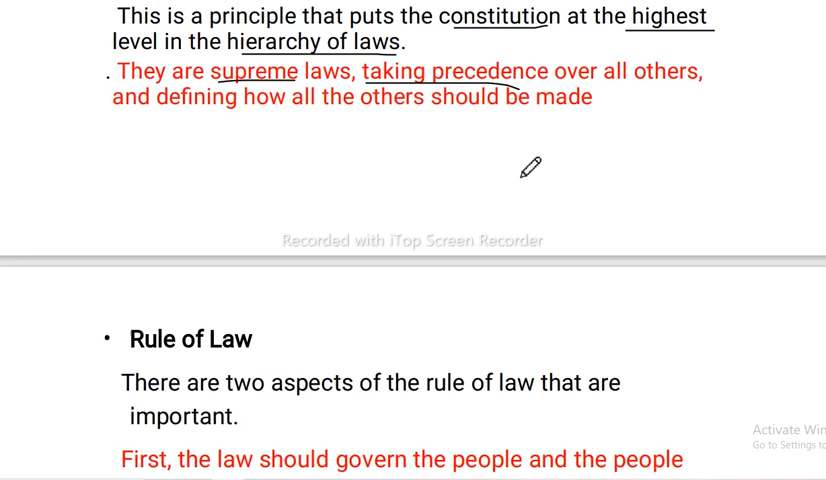 This is a principle that puts the constitution at the highest
level in the hierarchy of laws.
. They are supreme laws, taking precedence over all others,
and defining how all the others should be made
Recorded with iTop Screen Recorder
• Rule of Law
There are two aspects of the rule of law that are
important.
Activate Win
Go to Settings to
First, the law should govern the people and the people